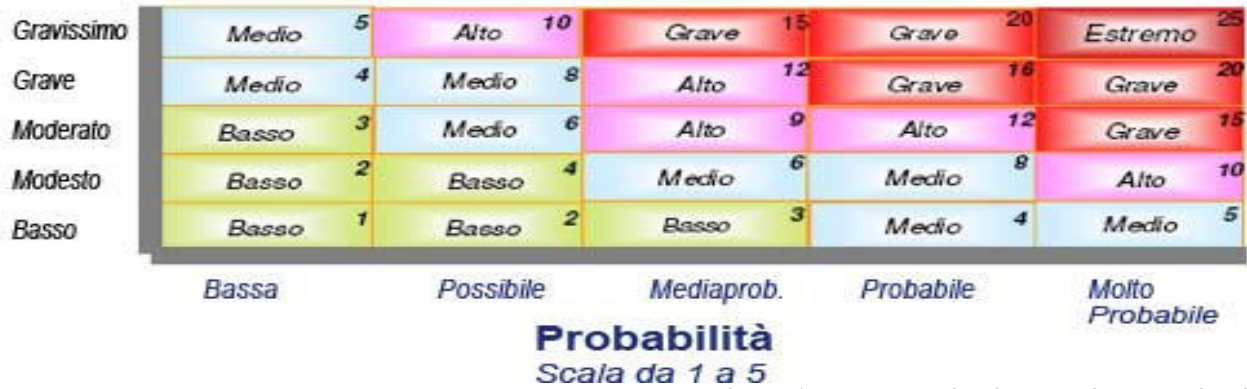 Gravissimo Medio 5 Alto 10 Grave 15 Grave 20 Estremo 25
Grave Medio 4 Medio 8 Alto 12 Grave 16 Grave 20
Moderato Basso 3 Medio 6 Alto 9 Alto 12 Grave 15
Modesto Basso 2 Basso 4 Medio 6 Medio 8 Alto 10
Basso Basso 1 Basso 2 Basso 3 Medio 4 Medio 5
Bassa Possibile Mediaprob. Probabile Molto
Probabile
Probabilità
Scala da 1 a 5